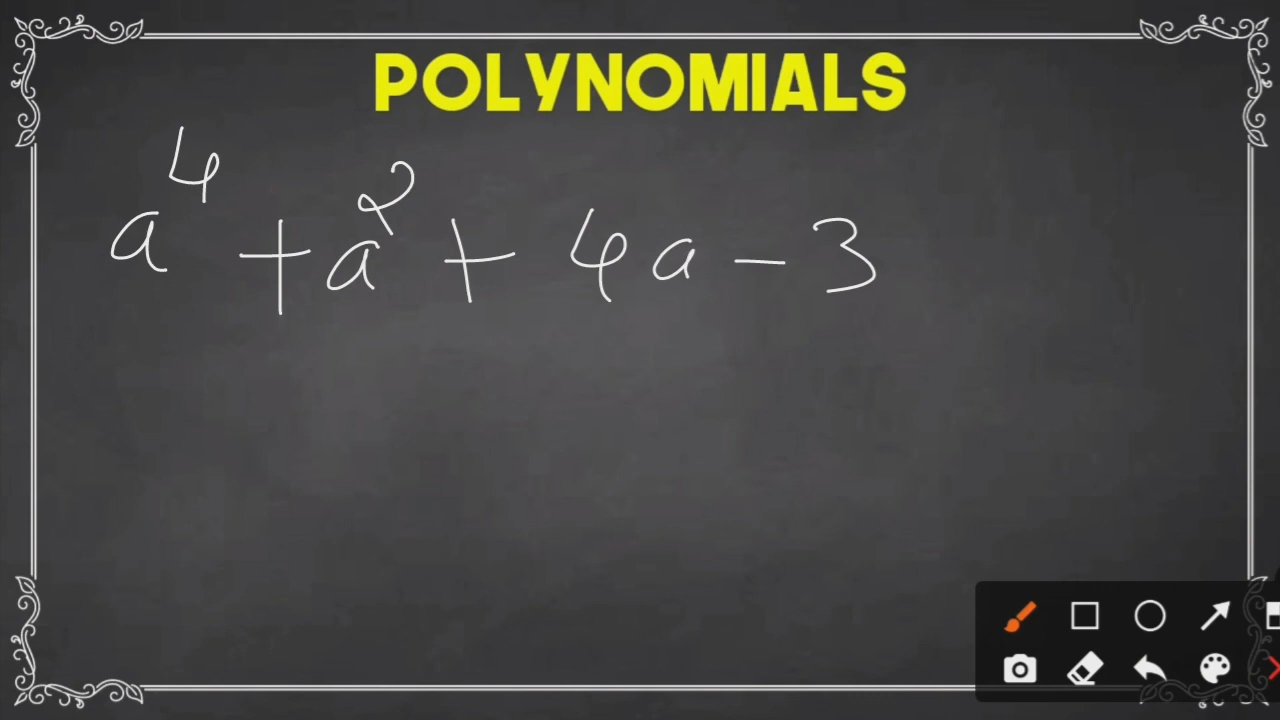 POLYNOMIALS
a⁴ + a² + 4a - 3